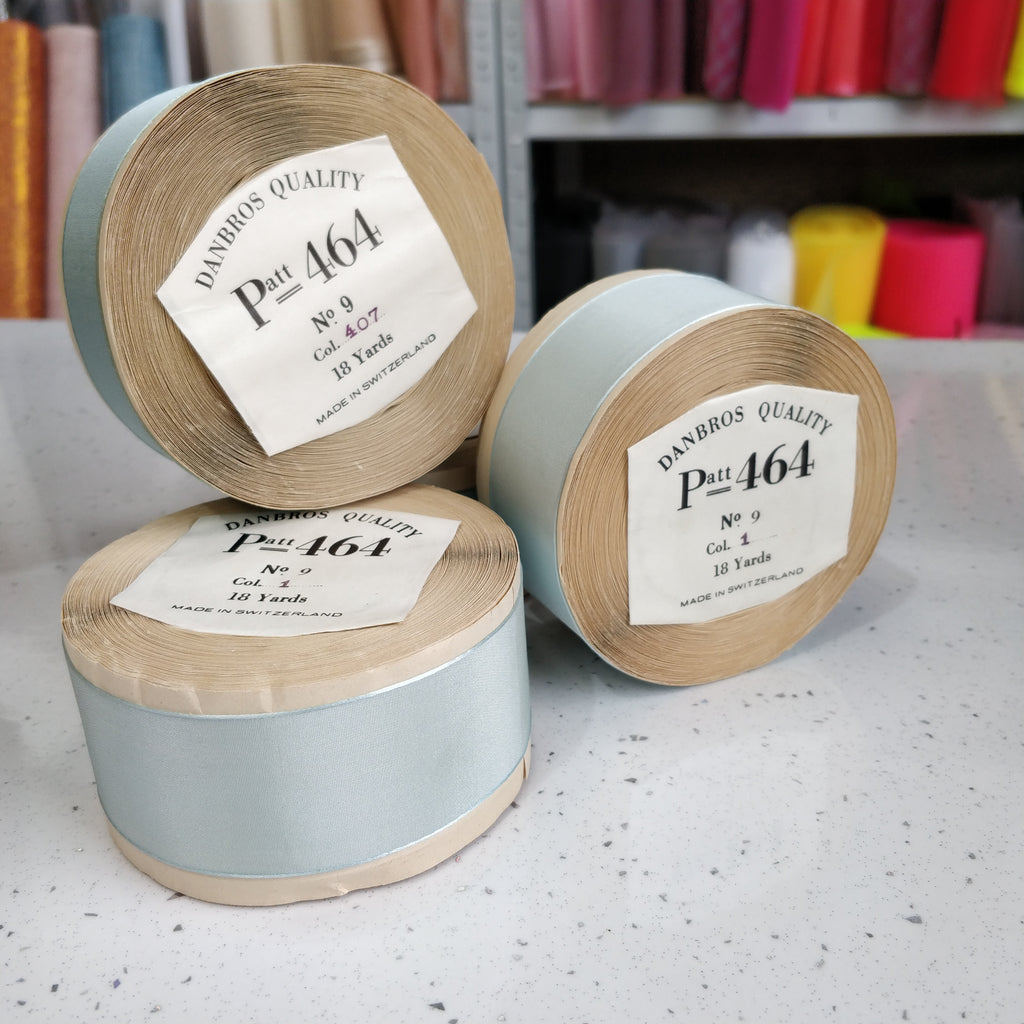 DANBROS QUALITY
Patt 464
Nº 9
Col. 407
18 Yards
MADE IN SWITZERLAND
DANBROS QUALITY
Patt 464
Nº 9
Col. 1
18 Yards
MADE IN SWITZERLAND
DANBROS QUALITY
Patt 464
Nº 9
Col. 1
18 Yards
MADE IN SWITZERLAND